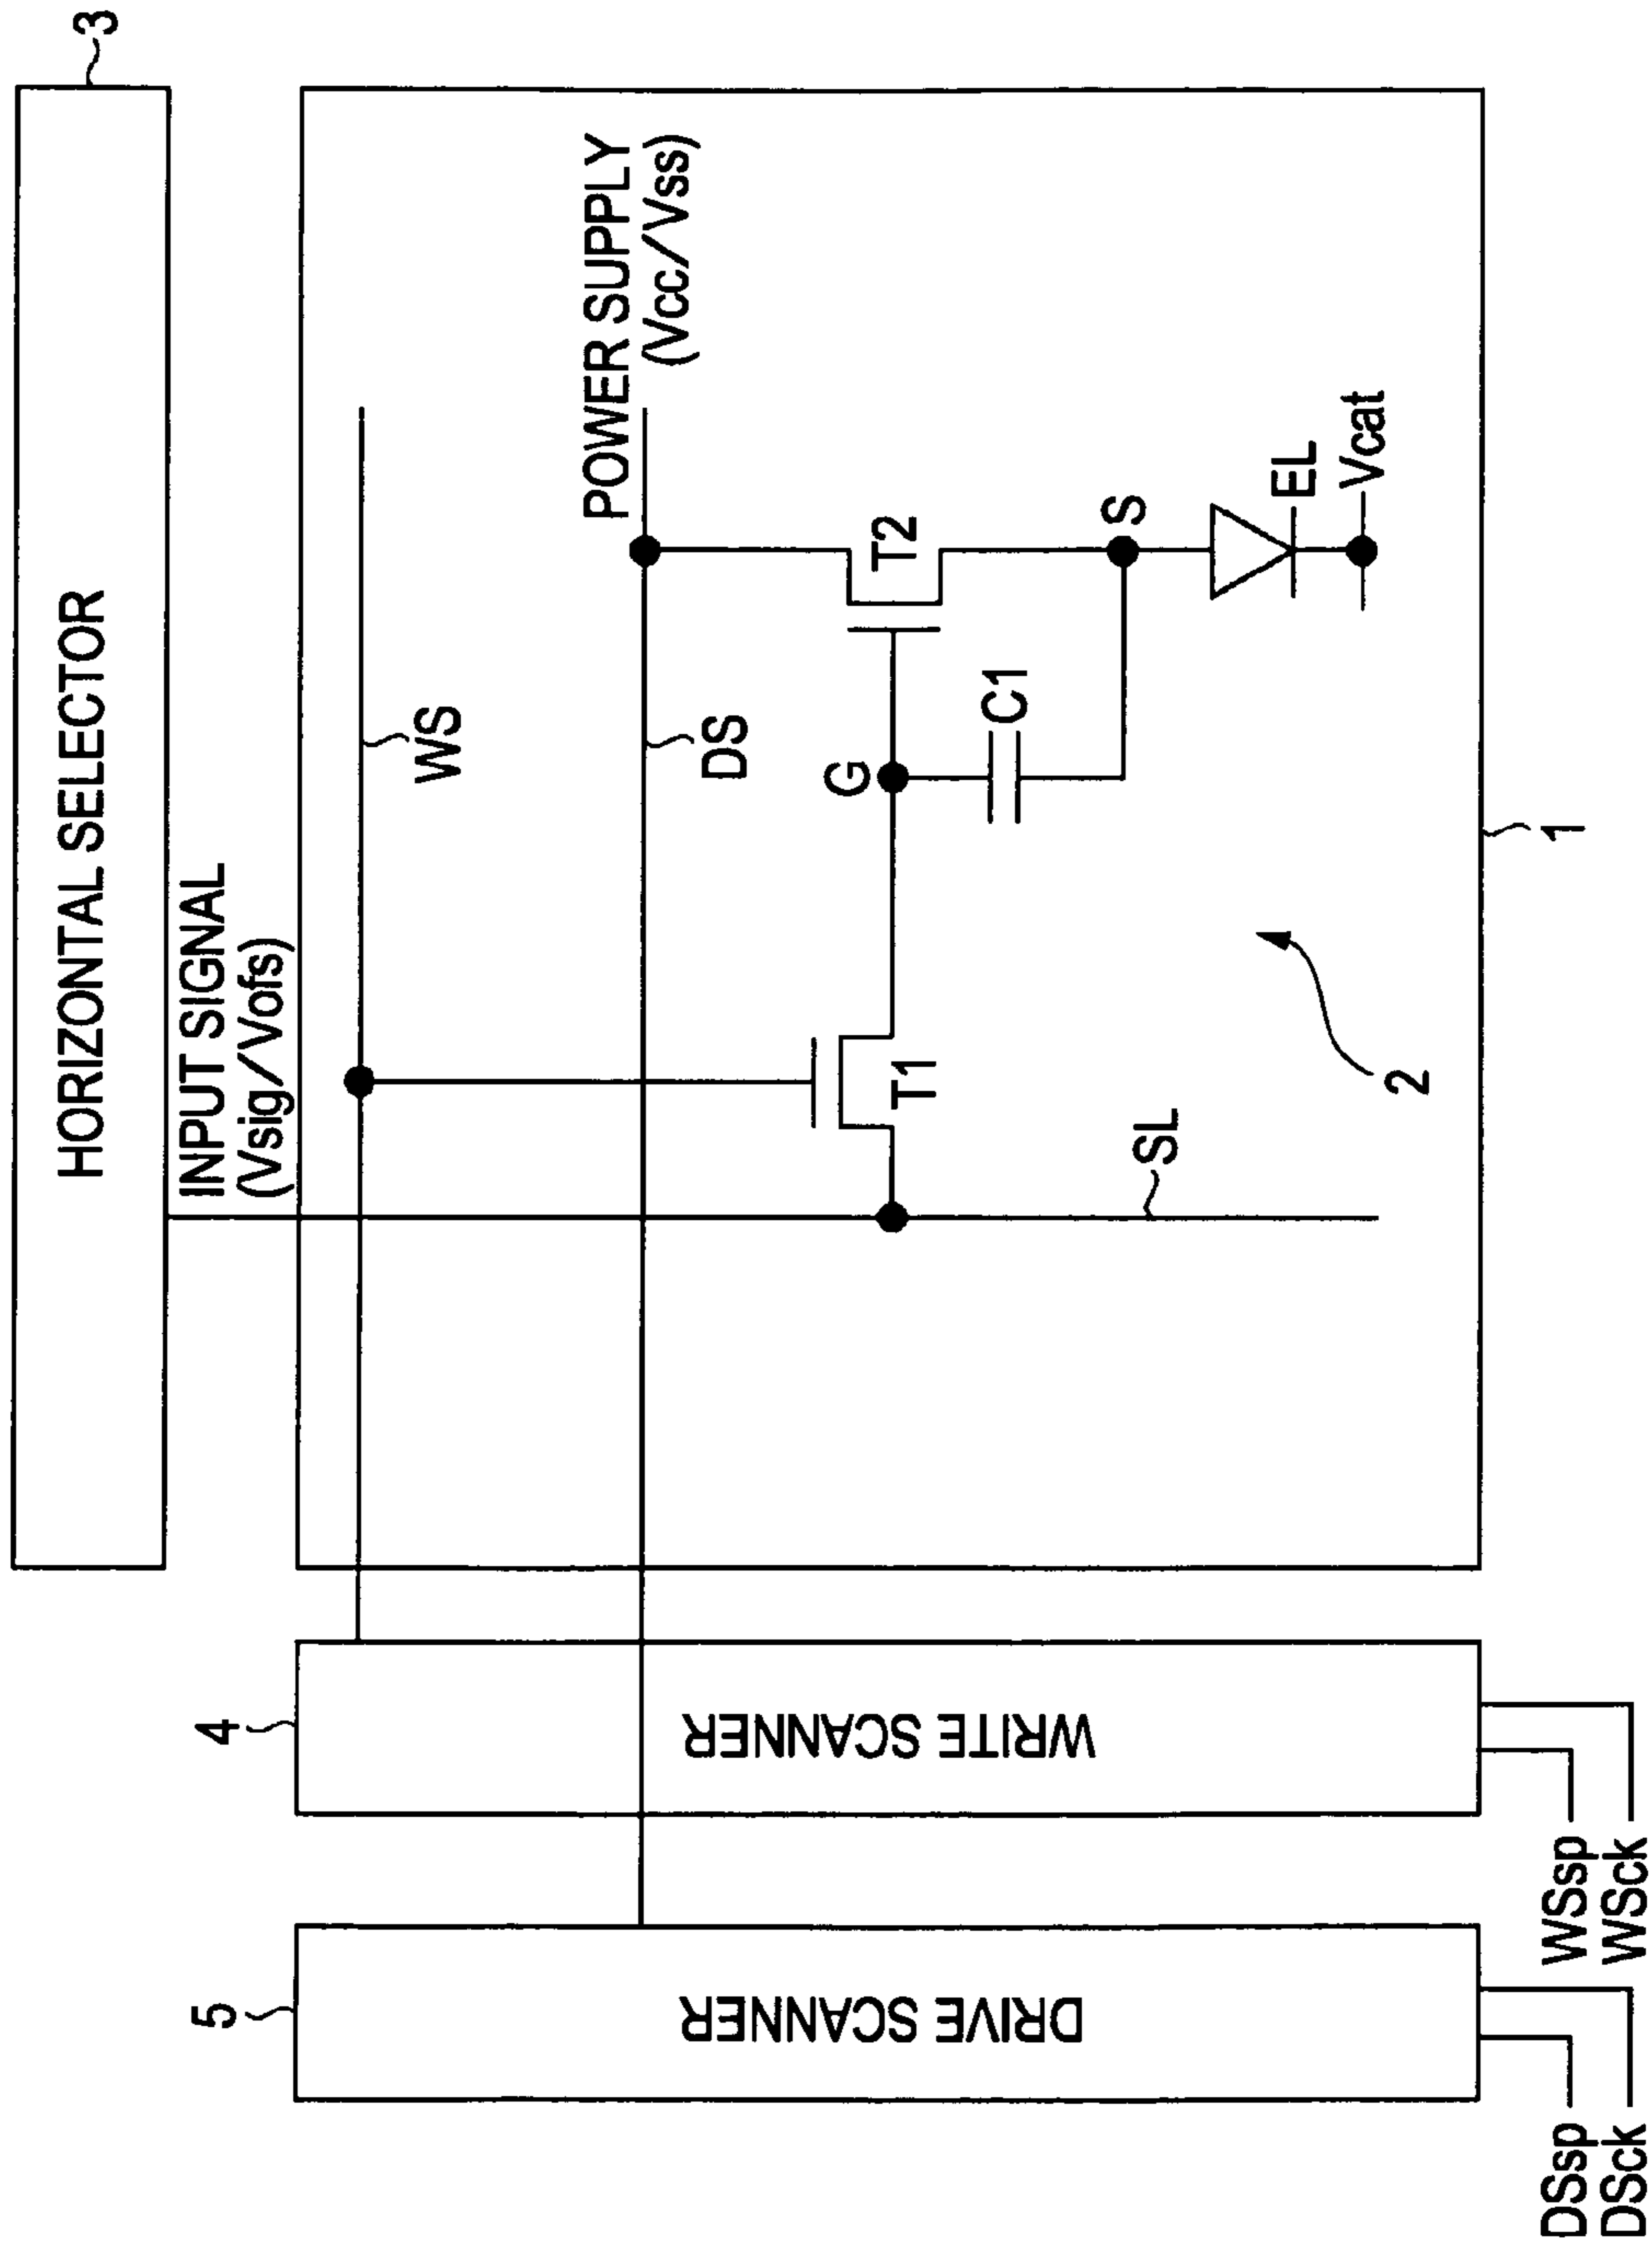 HORIZONTAL SELECTOR
3
INPUT SIGNAL
(Vsig/Vofs)
WS
POWER SUPPLY
(Vcc/Vss)
DS
T1
G
T2
C1
S
SL
EL
Vcat
2
1
4
WRITE SCANNER
WSsp
WSck
5
DRIVE SCANNER
DSsp
DSck